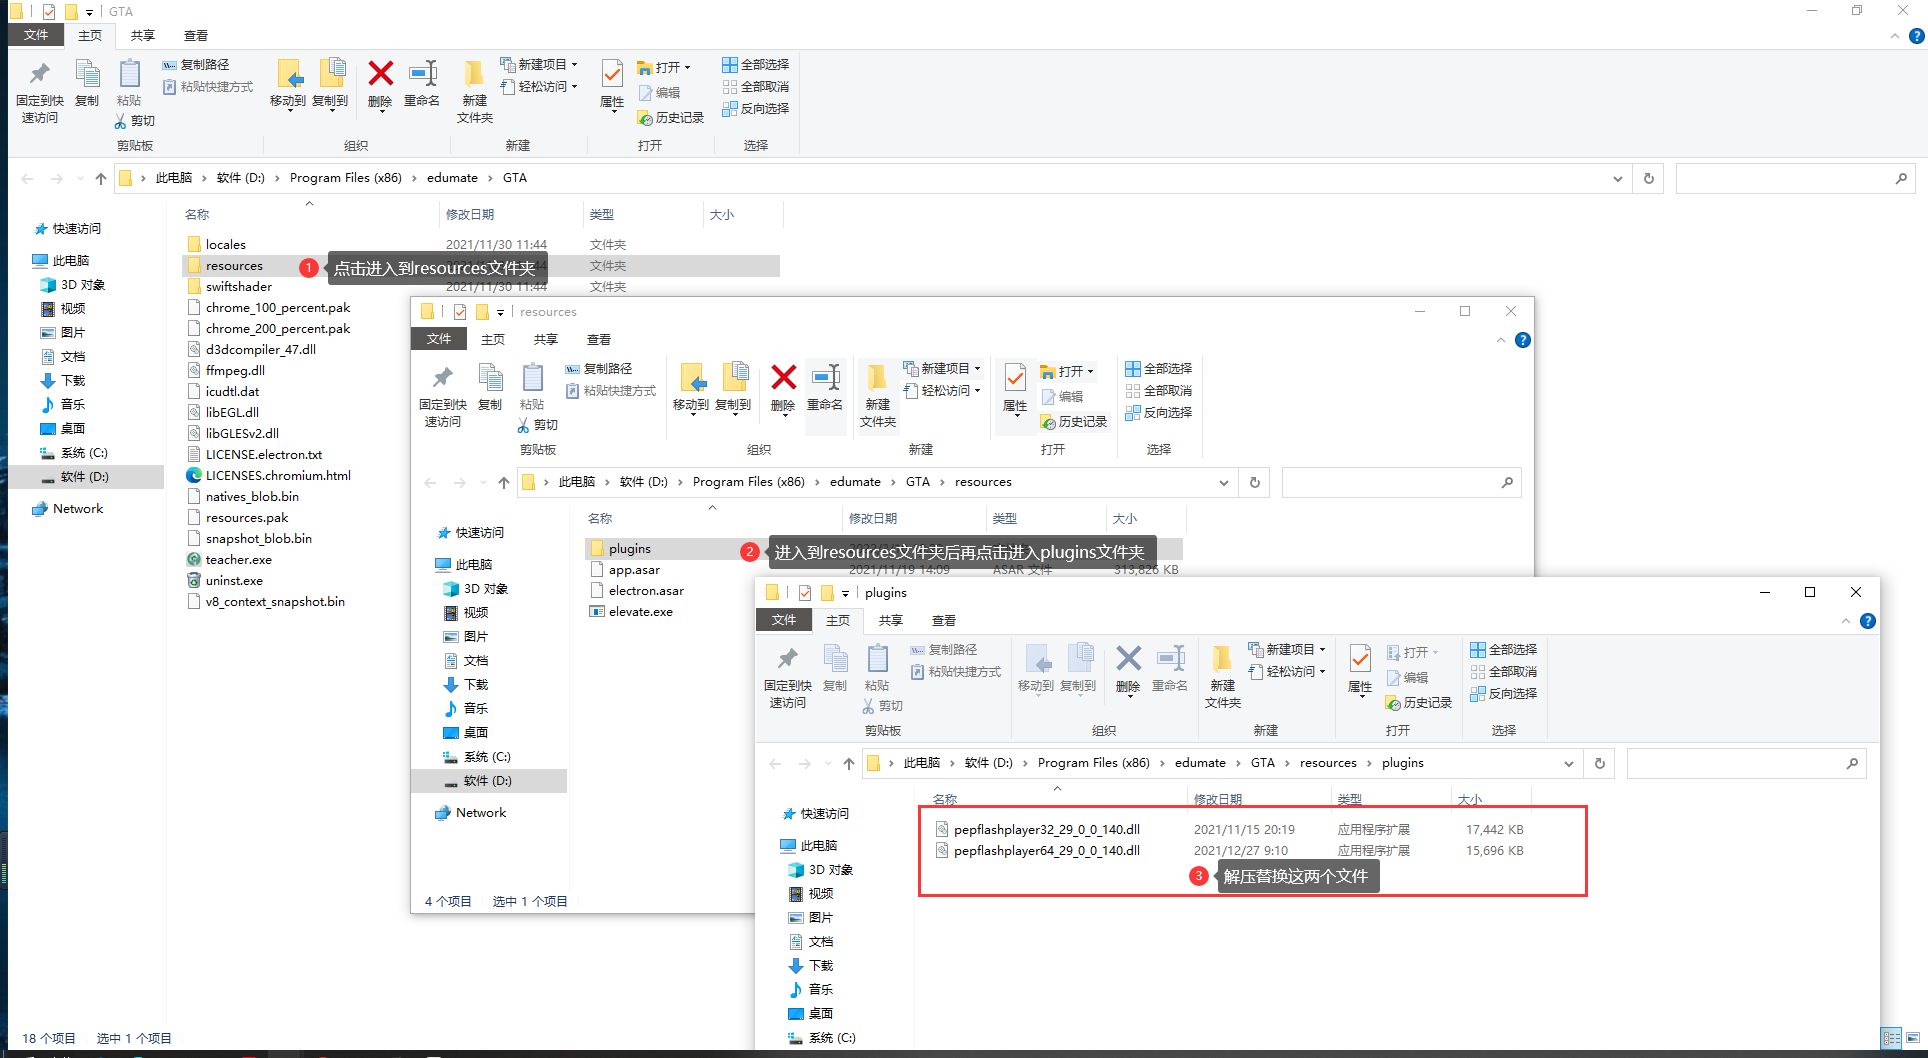 GTA
文件 主页 共享 查看
固定到快速访问
复制
粘贴
复制路径
粘贴快捷方式
剪切
移动到
复制到
删除
重命名
新建文件夹
新建项目
轻松访问
属性
打开
编辑
历史记录
全部选择
全部取消
反向选择
剪贴板 组织 新建 打开 选择
此电脑 › 软件 (D:) › Program Files (x86) › edumate › GTA
名称 修改日期 类型 大小
快速访问
此电脑
3D 对象
视频
图片
文档
下载
音乐
桌面
系统 (C:)
软件 (D:)
Network
locales 2021/11/30 11:44 文件夹
resources 文件夹
1 点击进入到resources文件夹
swiftshader 2021/11/30 11:44 文件夹
chrome_100_percent.pak
chrome_200_percent.pak
d3dcompiler_47.dll
ffmpeg.dll
icudtl.dat
libEGL.dll
libGLESv2.dll
LICENSE.electron.txt
LICENSES.chromium.html
natives_blob.bin
resources.pak
snapshot_blob.bin
teacher.exe
uninst.exe
v8_context_snapshot.bin
18 个项目 选中 1 个项目
resources
文件 主页 共享 查看
固定到快速访问
复制
粘贴
复制路径
粘贴快捷方式
剪切
移动到
复制到
删除
重命名
新建文件夹
新建项目
轻松访问
属性
打开
编辑
历史记录
全部选择
全部取消
反向选择
剪贴板 组织 新建 打开 选择
此电脑 › 软件 (D:) › Program Files (x86) › edumate › GTA › resources
名称 修改日期 类型 大小
快速访问
此电脑
3D 对象
视频
图片
文档
下载
音乐
桌面
系统 (C:)
软件 (D:)
Network
plugins
2 进入到resources文件夹后再点击进入plugins文件夹
app.asar 2021/11/19 14:09 ASAR 文件 313,826 KB
electron.asar
elevate.exe
4 个项目 选中 1 个项目
plugins
文件 主页 共享 查看
固定到快速访问
复制
粘贴
复制路径
粘贴快捷方式
剪切
移动到
复制到
删除
重命名
新建文件夹
新建项目
轻松访问
属性
打开
编辑
历史记录
全部选择
全部取消
反向选择
剪贴板 组织 新建 打开 选择
此电脑 › 软件 (D:) › Program Files (x86) › edumate › GTA › resources › plugins
名称 修改日期 类型 大小
快速访问
此电脑
3D 对象
视频
图片
文档
下载
音乐
桌面
系统 (C:)
pepflashplayer32_29_0_0_140.dll 2021/11/15 20:19 应用程序扩展 17,442 KB
pepflashplayer64_29_0_0_140.dll 2021/12/27 9:10 应用程序扩展 15,696 KB
3 解压替换这两个文件